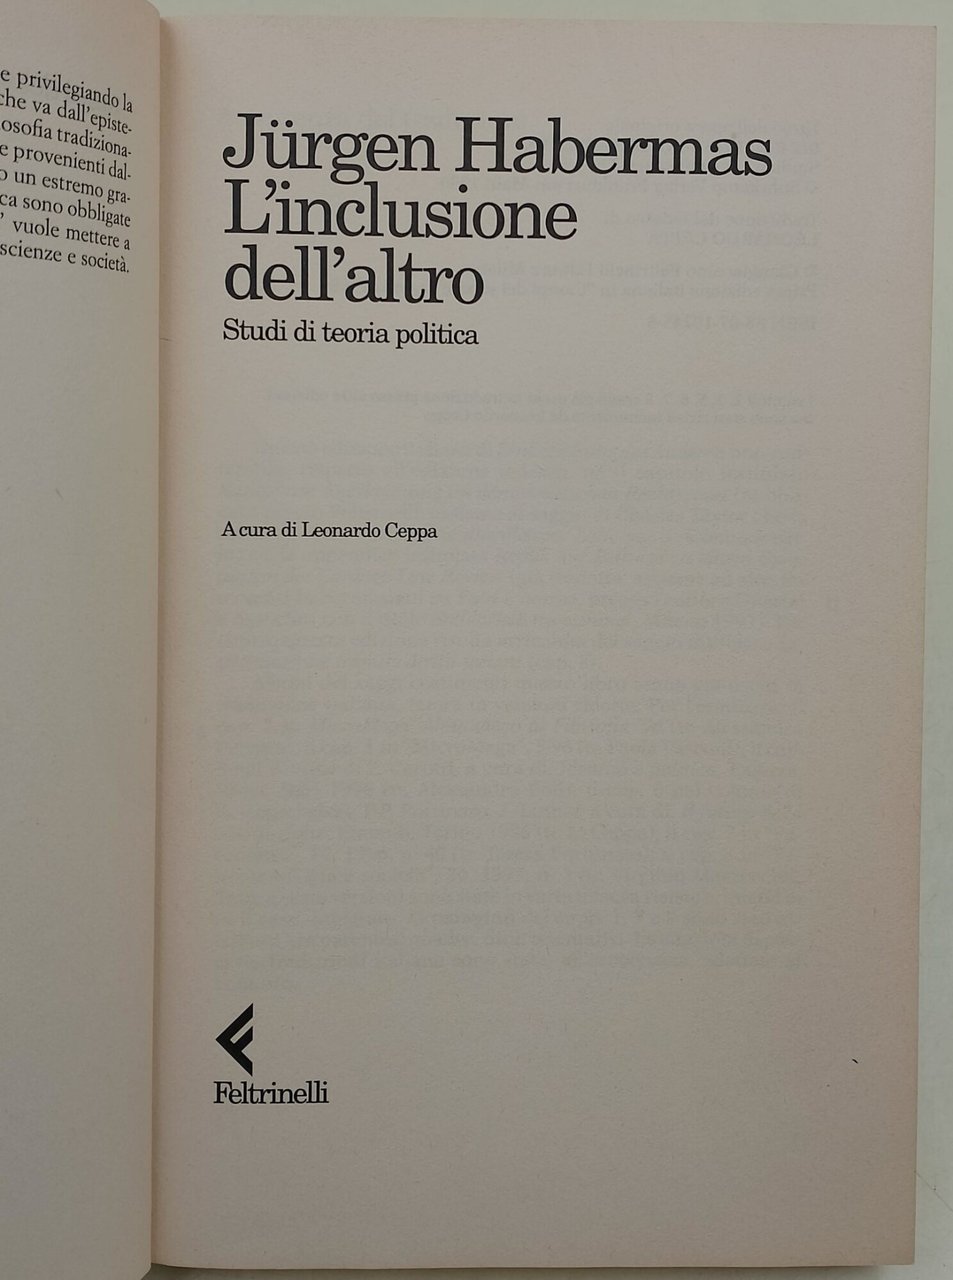 e privilegiando la
che va dall'episte-
losofia tradiziona-
e provenienti dal-
o un estremo gra-
ca sono obbligate
" vuole mettere a
scienze e società.
Jürgen Habermas
L'inclusione
dell'altro
Studi di teoria politica
A cura di Leonardo Ceppa
Feltrinelli